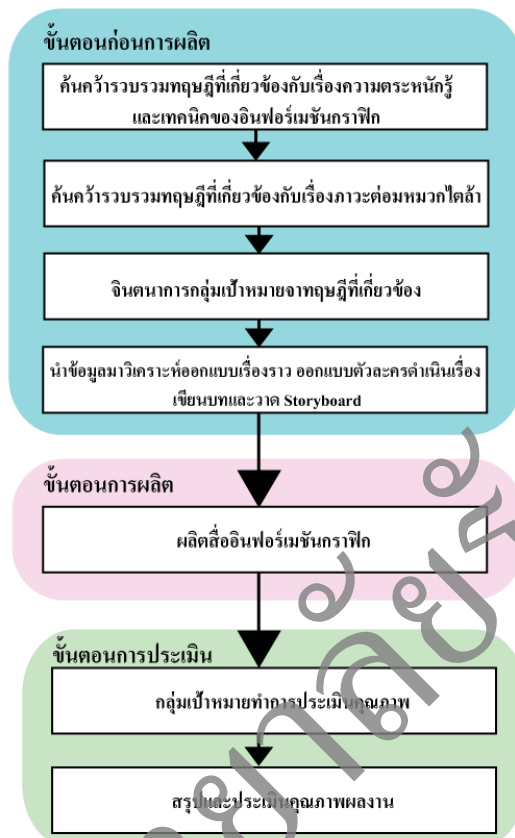 ขั้นตอนก่อนการผลิต
ค้นคว้ารวบรวมทฤษฎีที่เกี่ยวข้องกับเรื่องความตระหนักรู้
และเทคนิคของอินฟอร์เมชันกราฟิก
ค้นคว้ารวบรวมทฤษฎีที่เกี่ยวข้องกับเรื่องภาวะต่อมหมวกไตล้า
จินตนาการกลุ่มเป้าหมายจาทฤษฎีที่เกี่ยวข้อง
นำข้อมูลมาวิเคราะห์ออกแบบเรื่องราว ออกแบบตัวละครดำเนินเรื่อง
เขียนบทและวาด Storyboard
ขั้นตอนการผลิต
ผลิตสื่ออินฟอร์เมชันกราฟิก
ขั้นตอนการประเมิน
กลุ่มเป้าหมายทำการประเมินคุณภาพ
สรุปและประเมินคุณภาพผลงาน